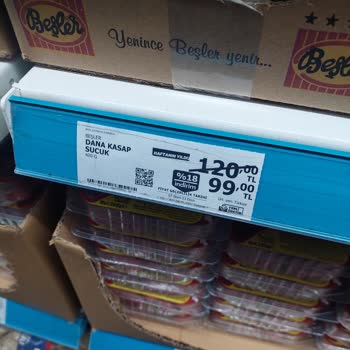 Beşler
Yenince Beşler yenir...
Beşler
BEŞLER
DANA KASAP
SUCUK
400 G
HAFTANIN YILDIZI
%18
indirim
120,00
TL
99,00
TL